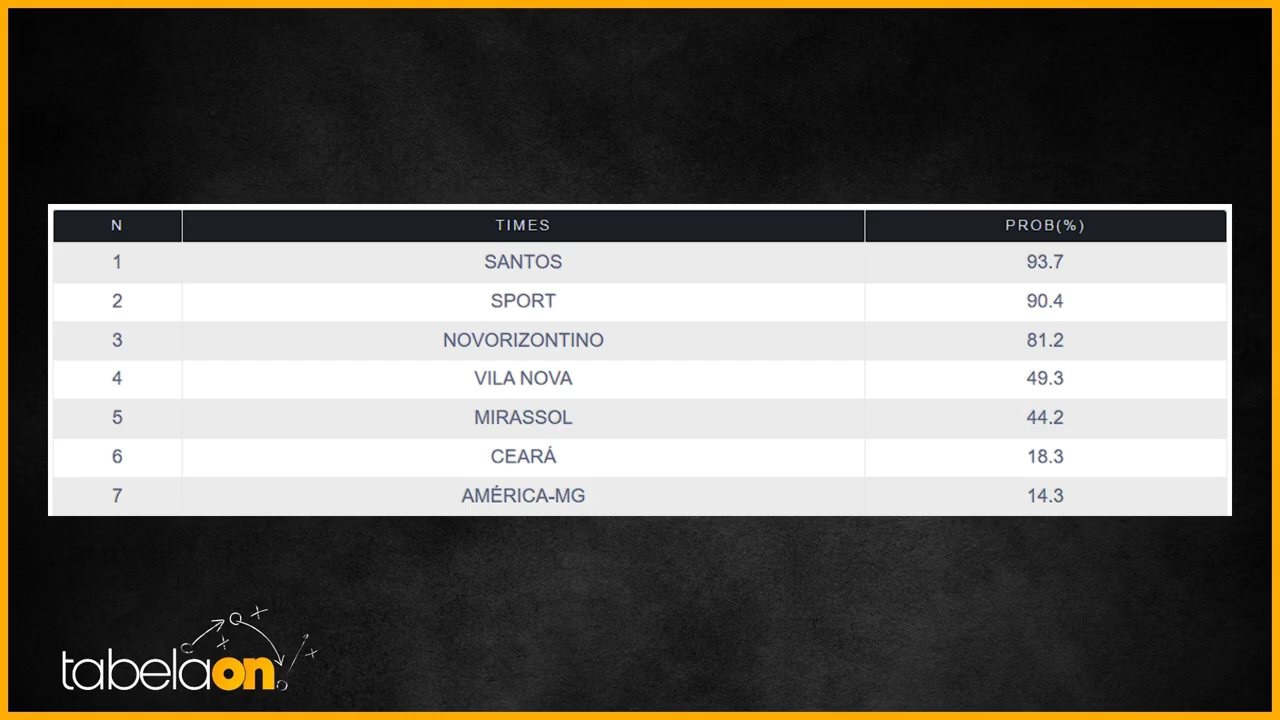 N TIMES PROB(%)
1 SANTOS 93.7
2 SPORT 90.4
3 NOVORIZONTINO 81.2
4 VILA NOVA 49.3
5 MIRASSOL 44.2
6 CEARÁ 18.3
7 AMÉRICA-MG 14.3
tabelaon